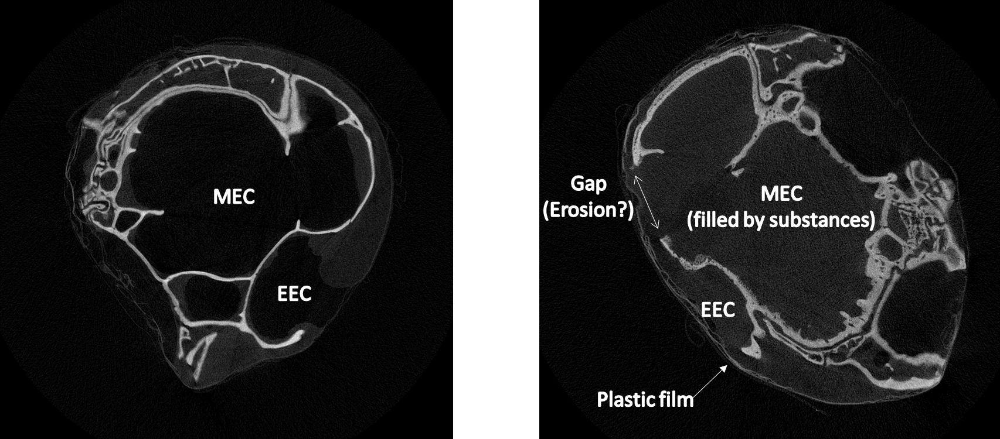 MEC
EEC
Gap
(Erosion?)
MEC
(filled by substances)
EEC
Plastic film